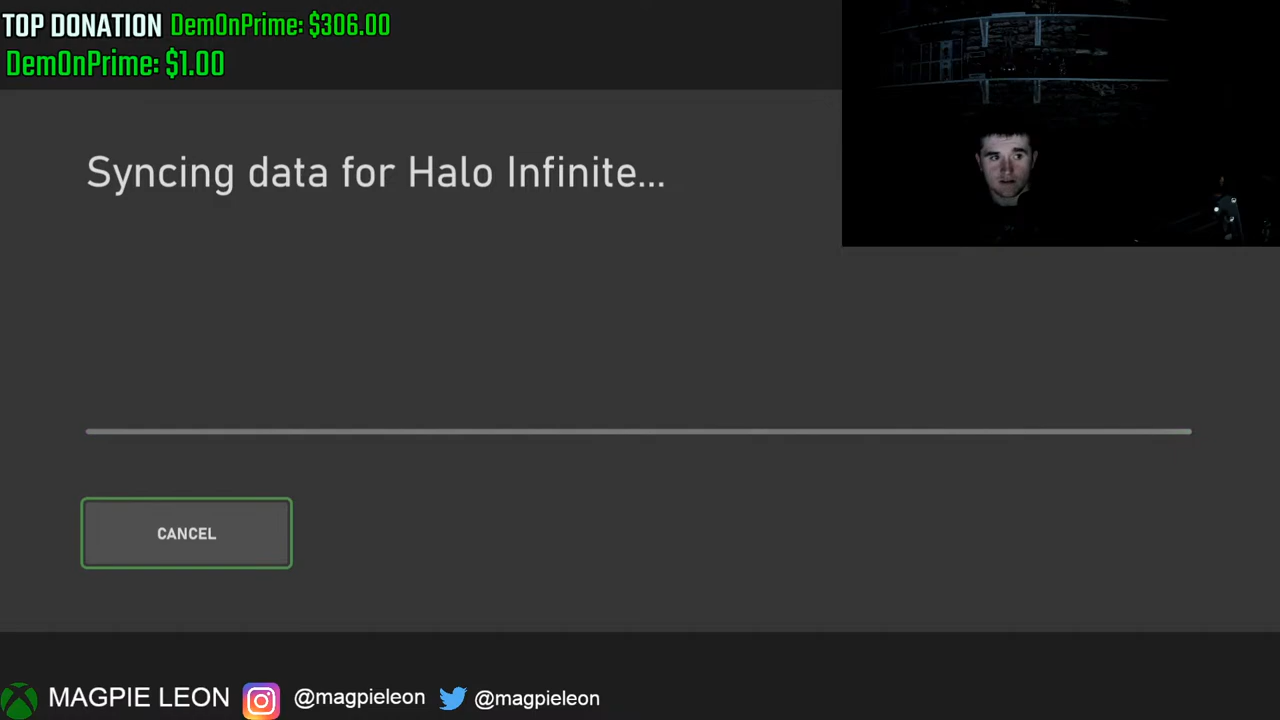 TOP DONATION DemOnPrime: $306.00
DemOnPrime: $1.00
Syncing data for Halo Infinite...
CANCEL
MAGPIE LEON @magpieleon @magpieleon